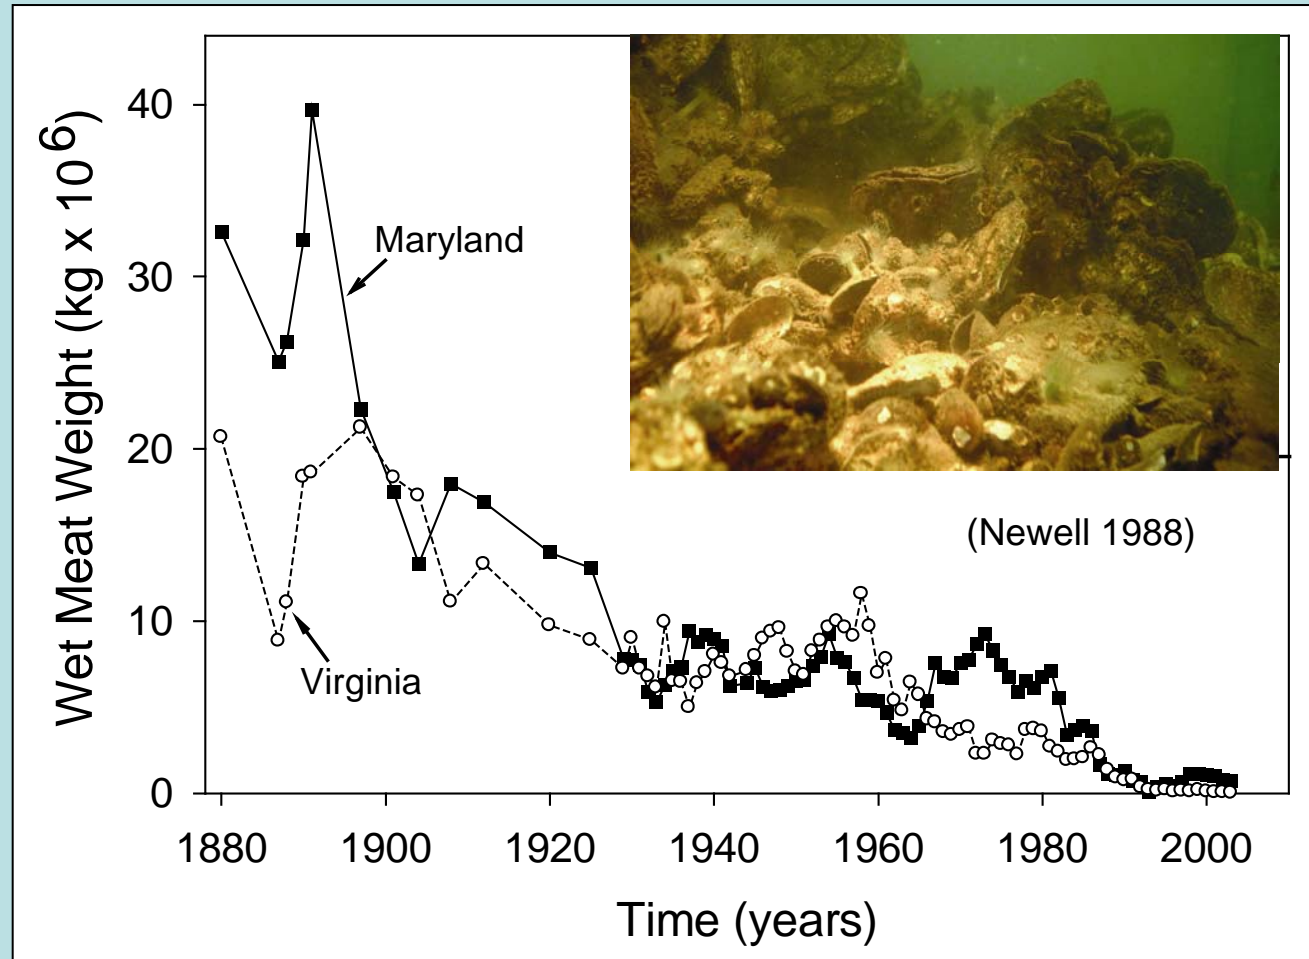 Wet Meat Weight (kg x 10⁶)
40
30
20
10
0
Maryland
Virginia
(Newell 1988)
1880 1900 1920 1940 1960 1980 2000
Time (years)